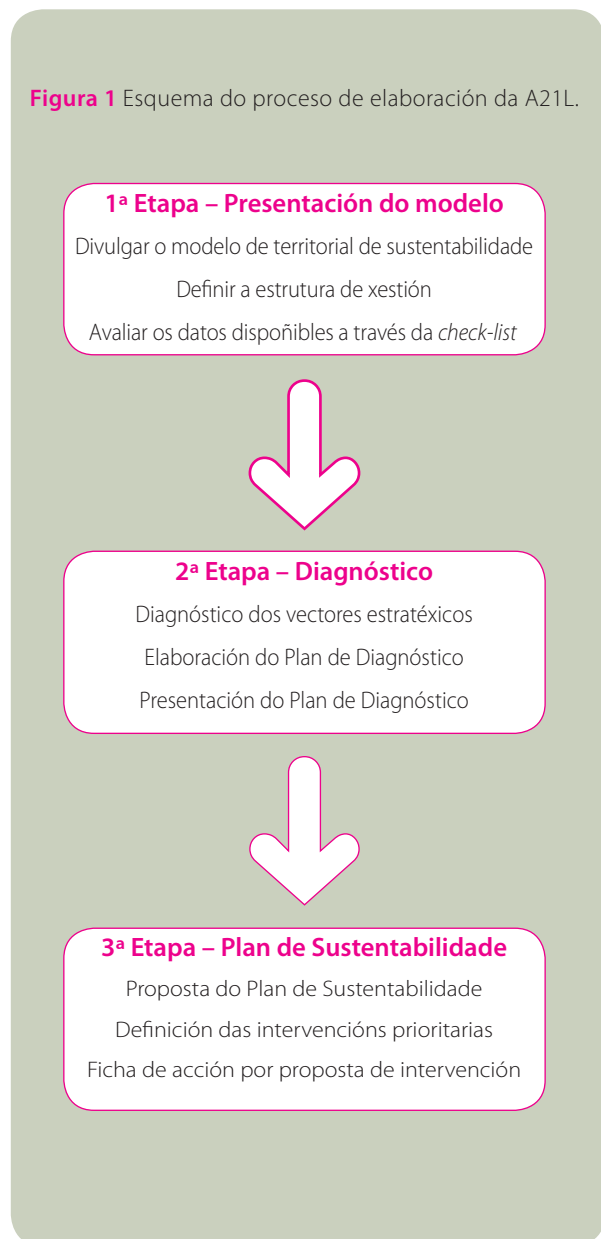 Figura 1 Esquema do proceso de elaboración da A21L.
1ª Etapa – Presentación do modelo
Divulgar o modelo de territorial de sustentabilidade
Definir a estrutura de xestión
Avaliar os datos dispoñibles a través da check-list
2ª Etapa – Diagnóstico
Diagnóstico dos vectores estratéxicos
Elaboración do Plan de Diagnóstico
Presentación do Plan de Diagnóstico
3ª Etapa – Plan de Sustentabilidade
Proposta do Plan de Sustentabilidade
Definición das intervencións prioritarias
Ficha de acción por proposta de intervención